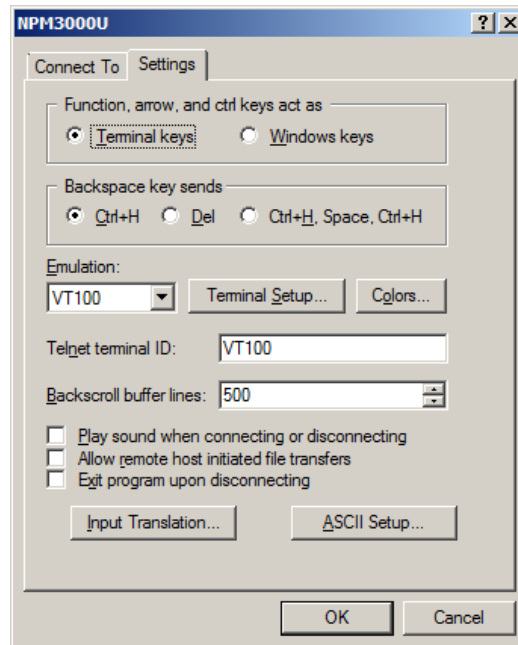 NPM3000U
Connect To Settings
Function, arrow, and ctrl keys act as
Terminal keys Windows keys
Backspace key sends
Ctrl+H Del Ctrl+H, Space, Ctrl+H
Emulation:
VT100 Terminal Setup... Colors...
Telnet terminal ID: VT100
Backscroll buffer lines: 500
Play sound when connecting or disconnecting
Allow remote host initiated file transfers
Exit program upon disconnecting
Input Translation... ASCII Setup...
OK Cancel